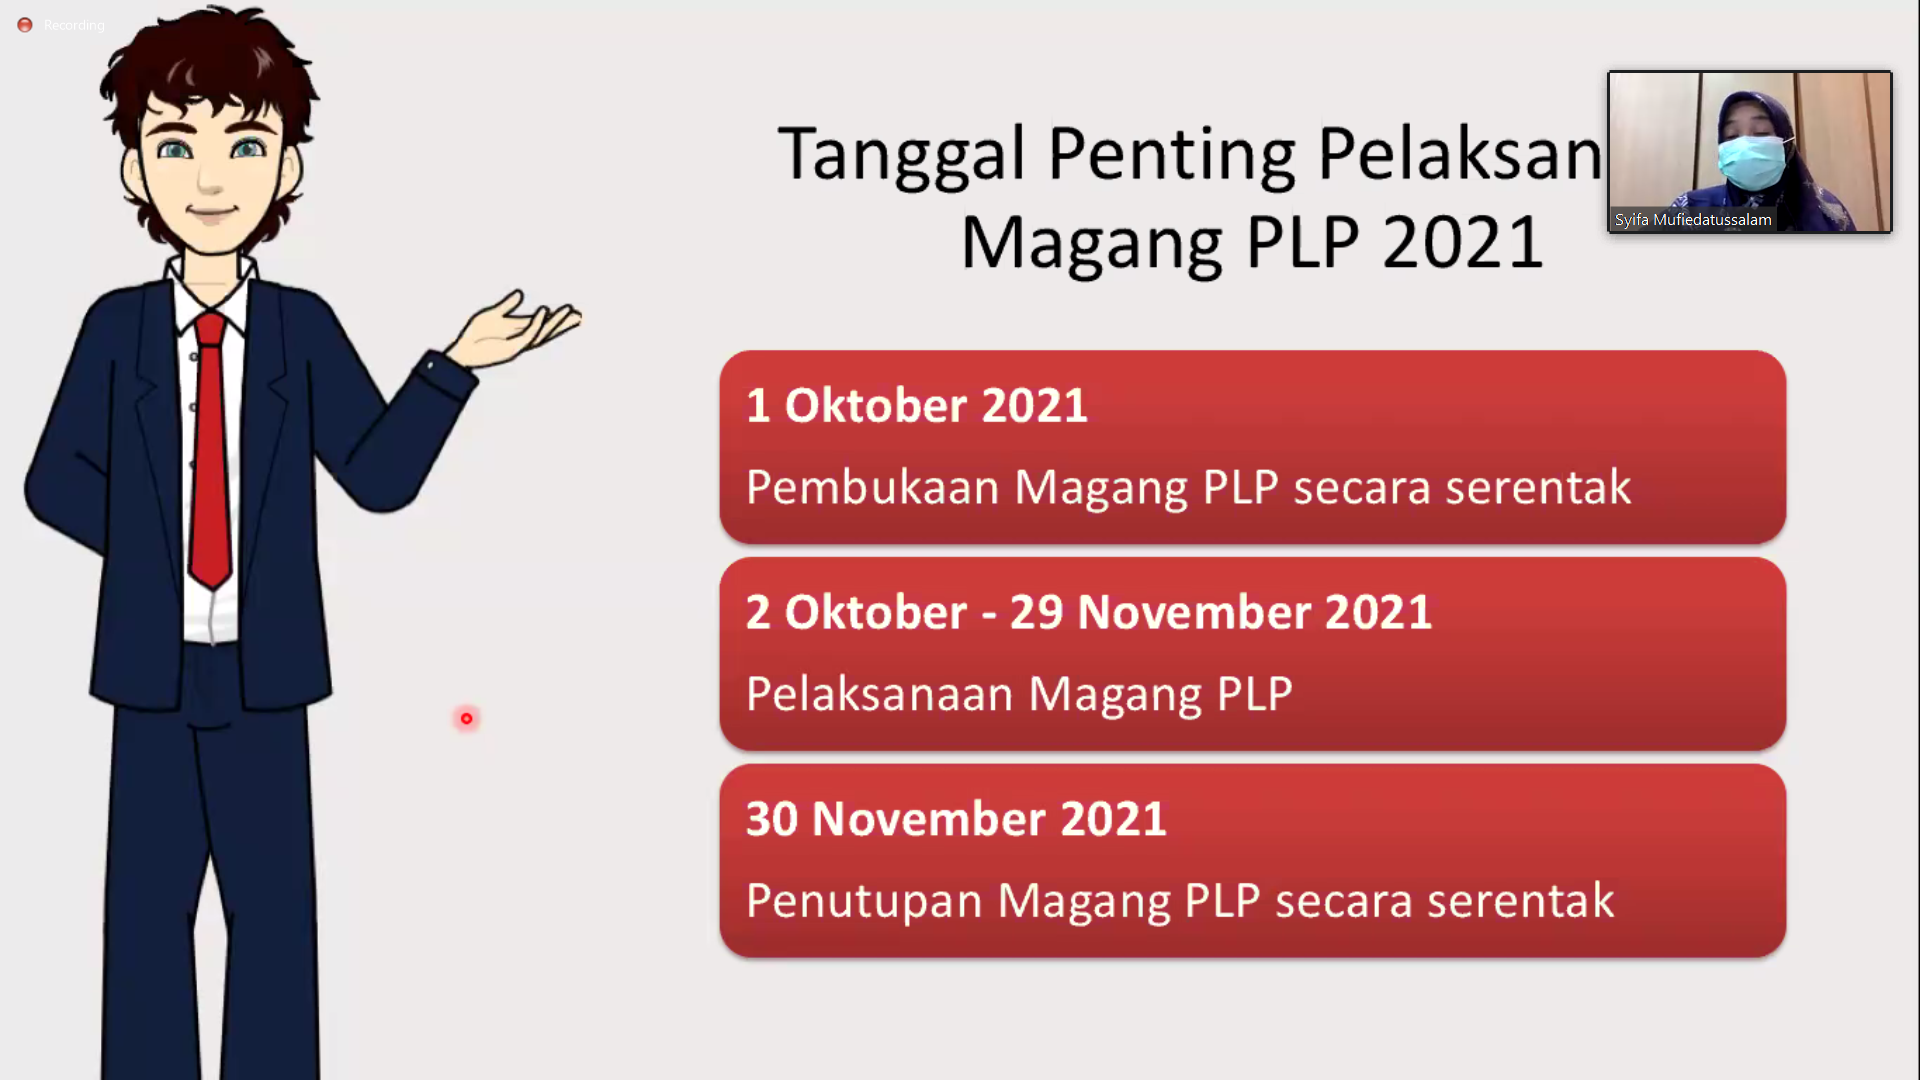 Recording
Tanggal Penting Pelaksan
Magang PLP 2021
Syifa Mufiedatussalam
1 Oktober 2021
Pembukaan Magang PLP secara serentak
2 Oktober - 29 November 2021
Pelaksanaan Magang PLP
30 November 2021
Penutupan Magang PLP secara serentak